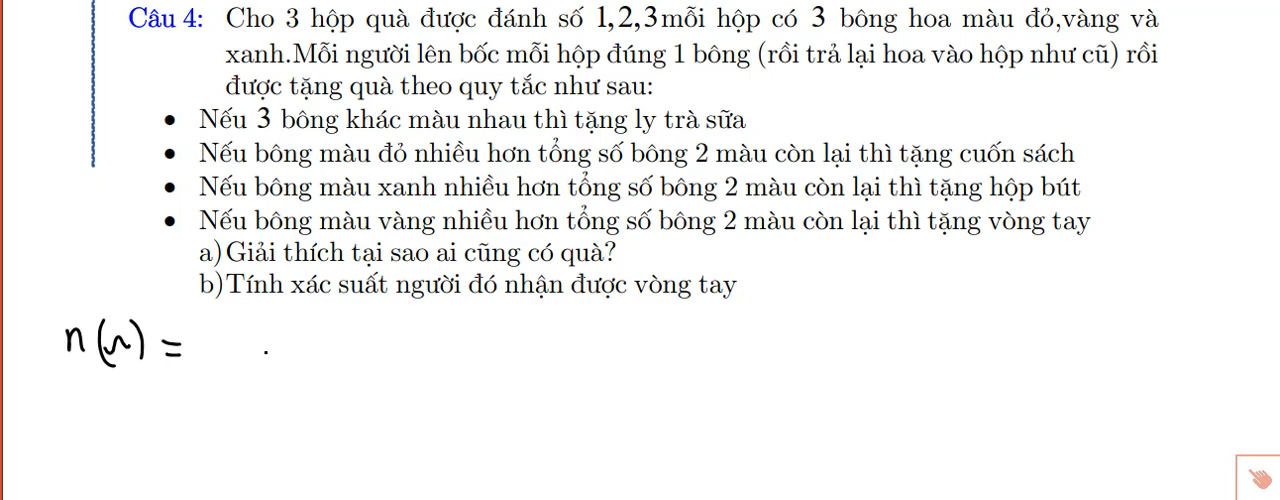 Câu 4: Cho 3 hộp quà được đánh số 1,2,3mỗi hộp có 3 bông hoa màu đỏ,vàng và
xanh.Mỗi người lên bốc mỗi hộp đúng 1 bông (rồi trả lại hoa vào hộp như cũ) rồi
được tặng quà theo quy tắc như sau:
• Nếu 3 bông khác màu nhau thì tặng ly trà sữa
• Nếu bông màu đỏ nhiều hơn tổng số bông 2 màu còn lại thì tặng cuốn sách
• Nếu bông màu xanh nhiều hơn tổng số bông 2 màu còn lại thì tặng hộp bút
• Nếu bông màu vàng nhiều hơn tổng số bông 2 màu còn lại thì tặng vòng tay
a)Giải thích tại sao ai cũng có quà?
b)Tính xác suất người đó nhận được vòng tay
n(Ω) =